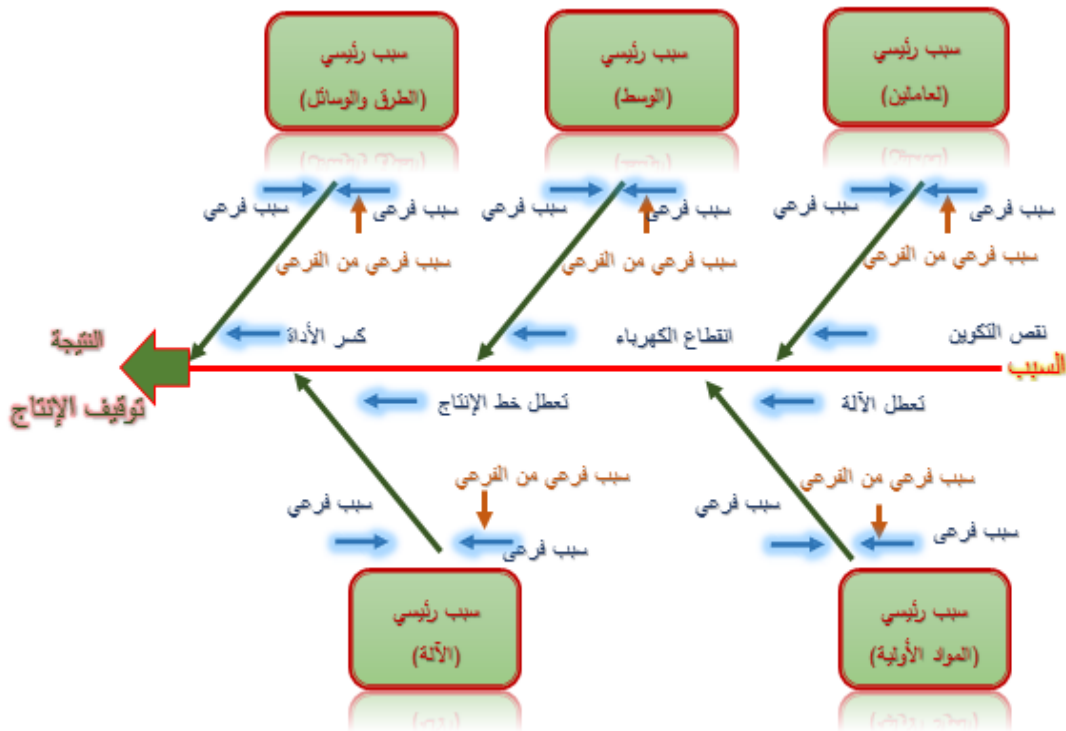 سبب رئيسي
(لعاملين)
سبب رئيسي
(الوسط)
سبب رئيسي
(الطرق والوسائل)
سبب فرعي
سبب فرعي
سبب فرعي من الفرعي
نقص التكوين
سبب فرعي
سبب فرعي
سبب فرعي من الفرعي
انقطاع الكهرباء
سبب فرعي
سبب فرعي
سبب فرعي من الفرعي
كسر الأداة
السبب
النتيجة
توقيف الإنتاج
تعطل الآلة
سبب فرعي من الفرعي
سبب فرعي
سبب فرعي
تعطل خط الإنتاج
سبب فرعي من الفرعي
سبب فرعي
سبب فرعي
سبب رئيسي
(المواد الأولية)
سبب رئيسي
(الآلة)